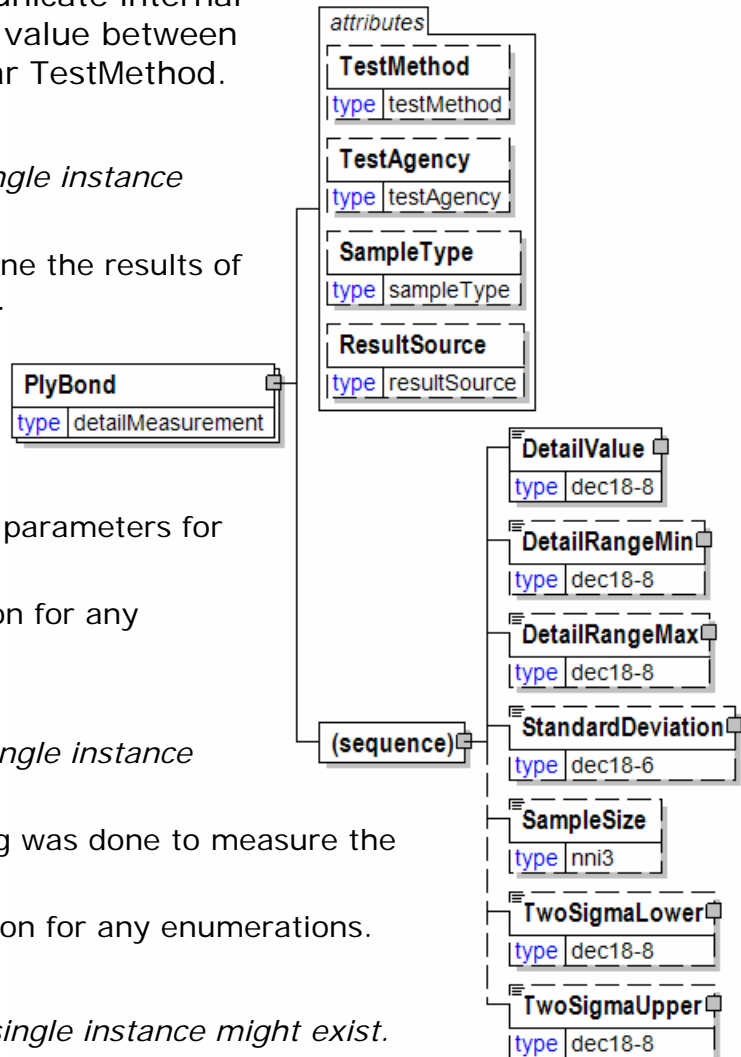 unicate internal
value between
ar TestMethod.
ngle instance
ne the results of
.
parameters for
on for any
ngle instance
g was done to measure the
on for any enumerations.
single instance might exist.
attributes
TestMethod
type testMethod
TestAgency
type testAgency
SampleType
type sampleType
ResultSource
type resultSource
PlyBond
type detailMeasurement
(sequence)
DetailValue
type dec18-8
DetailRangeMin
type dec18-8
DetailRangeMax
type dec18-8
StandardDeviation
type dec18-6
SampleSize
type nni3
TwoSigmaLower
type dec18-8
TwoSigmaUpper
type dec18-8